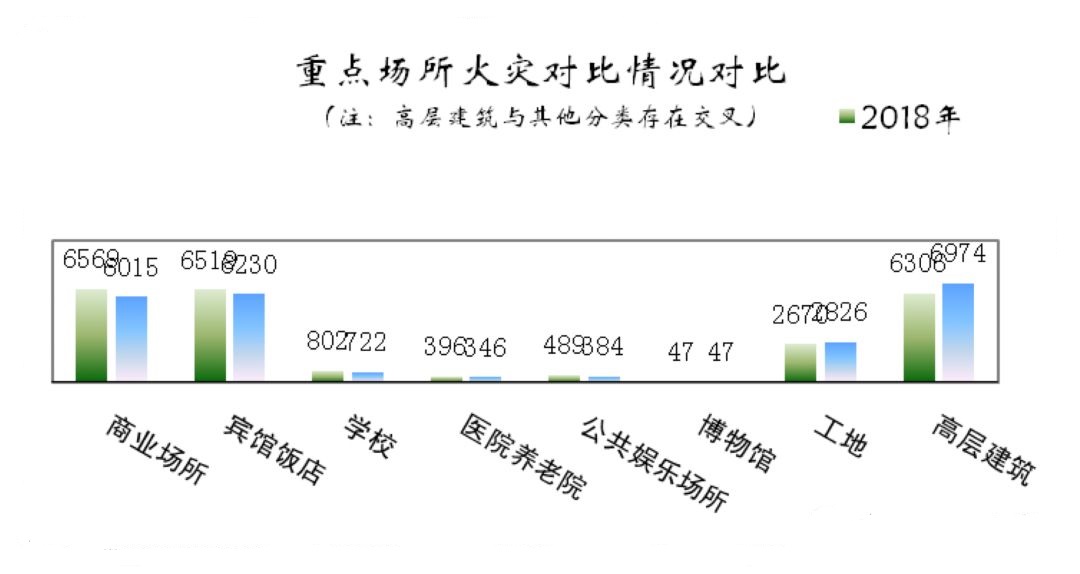 重点场所火灾对比情况对比
(注：高层建筑与其他分类存在交叉)
2018年
6569 6015 6519 6230 802 722 396 346 489 384 47 47 2670 2826 6306 6974
商业场所 宾馆饭店 学校 医院养老院 公共娱乐场所 博物馆 工地 高层建筑